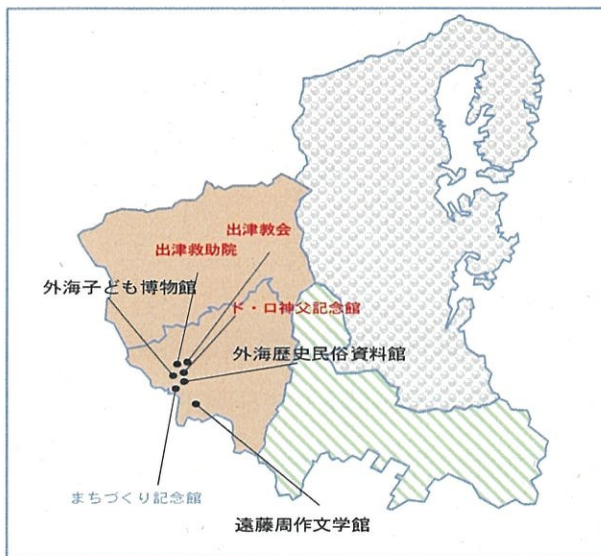 出津教会
出津救助院
外海子ども博物館
ド・ロ神父記念館
外海歴史民俗資料館
まちづくり記念館
遠藤周作文学館